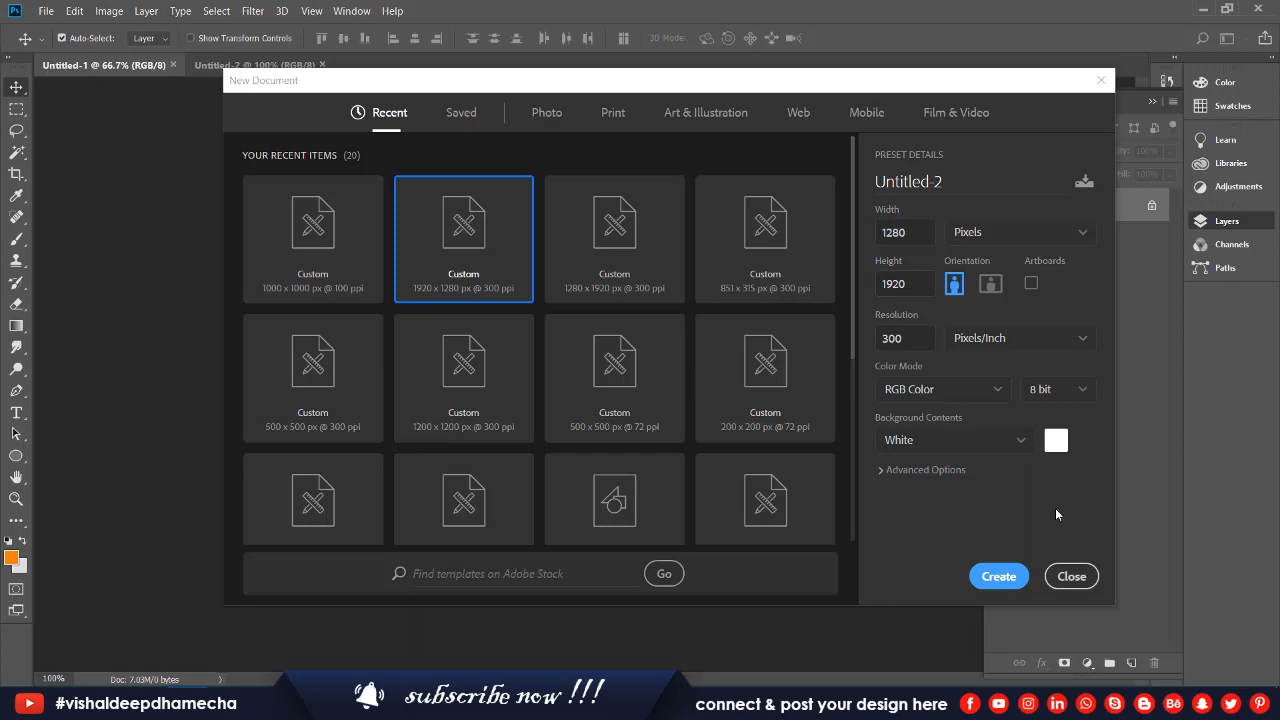 Ps File Edit Image Layer Type Select Filter 3D View Window Help
Auto-Select: Layer Show Transform Controls 3D Mode:
Untitled-1 @ 66.7% (RGB/8) × Untitled-2 @ 100% (RGB/8) ×
New Document
Recent Saved Photo Print Art & Illustration Web Mobile Film & Video
YOUR RECENT ITEMS (20)
Custom
1000 x 1000 px @ 100 ppi
Custom
1920 x 1280 px @ 300 ppi
Custom
1280 x 1920 px @ 300 ppi
Custom
851 x 315 px @ 300 ppi
Custom
500 x 500 px @ 300 ppi
Custom
1200 x 1200 px @ 300 ppi
Custom
500 x 500 px @ 72 ppi
Custom
200 x 200 px @ 72 ppi
Find templates on Adobe Stock Go
PRESET DETAILS
Untitled-2
Width
1280 Pixels
Height Orientation Artboards
1920
Resolution
300 Pixels/Inch
Color Mode
RGB Color 8 bit
Background Contents
White
Advanced Options
Create Close
100%
Fill: 100%
Color
Swatches
Learn
Libraries
Adjustments
Layers
Channels
Paths
100% Doc: 7.03M/0 bytes
#vishaldeepdhamecha
subscribe now !!!
connect & post your design here